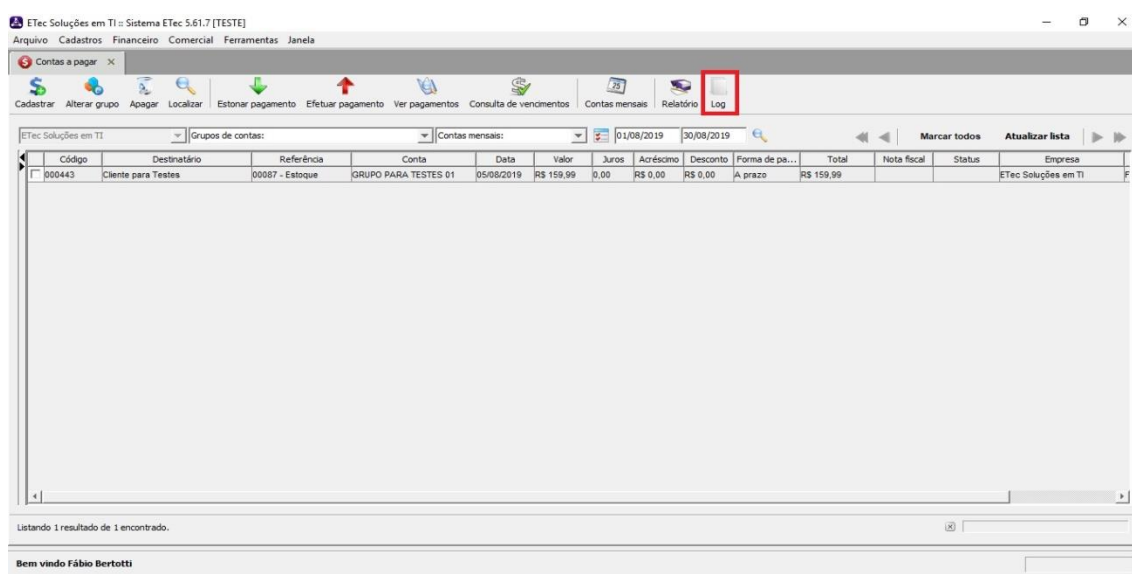 ETec Soluções em TI :: Sistema ETec 5.61.7 [TESTE]
Arquivo Cadastros Financeiro Comercial Ferramentas Janela
Contas a pagar
Cadastrar Alterar grupo Apagar Localizar Estonar pagamento Efetuar pagamento Ver pagamentos Consulta de vencimentos Contas mensais Relatório Log
ETec Soluções em TI Grupos de contas: Contas mensais: 01/08/2019 30/08/2019 Marcar todos Atualizar lista
Código Destinatário Referência Conta Data Valor Juros Acréscimo Desconto Forma de pa... Total Nota fiscal Status Empresa
000443 Cliente para Testes 00087 - Estoque GRUPO PARA TESTES 01 05/08/2019 R$ 159,99 0,00 R$ 0,00 R$ 0,00 A prazo R$ 159,99 ETec Soluções em TI F
Listando 1 resultado de 1 encontrado.
Bem vindo Fábio Bertotti